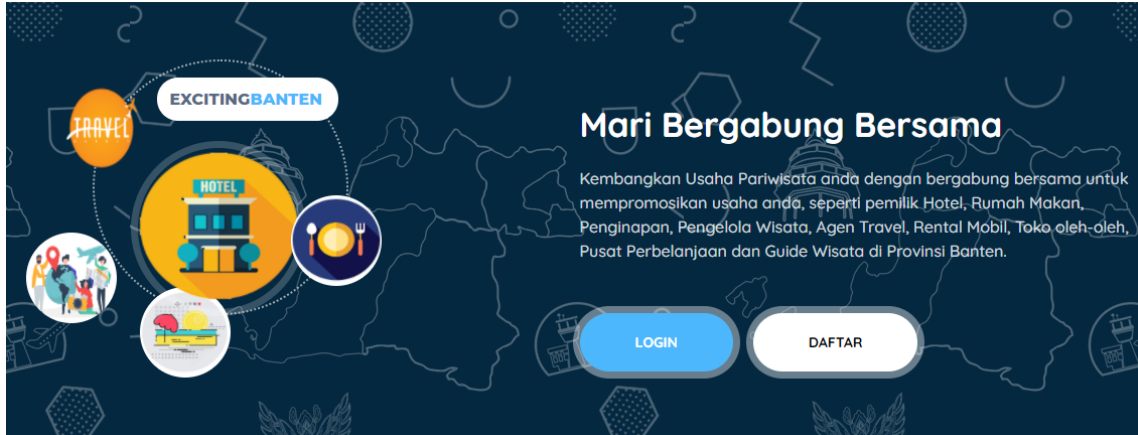 EXCITINGBANTEN
TRAVEL
HOTEL
Mari Bergabung Bersama
Kembangkan Usaha Pariwisata anda dengan bergabung bersama untuk
mempromosikan usaha anda, seperti pemilik Hotel, Rumah Makan,
Penginapan, Pengelola Wisata, Agen Travel, Rental Mobil, Toko oleh-oleh,
Pusat Perbelanjaan dan Guide Wisata di Provinsi Banten.
LOGIN
DAFTAR